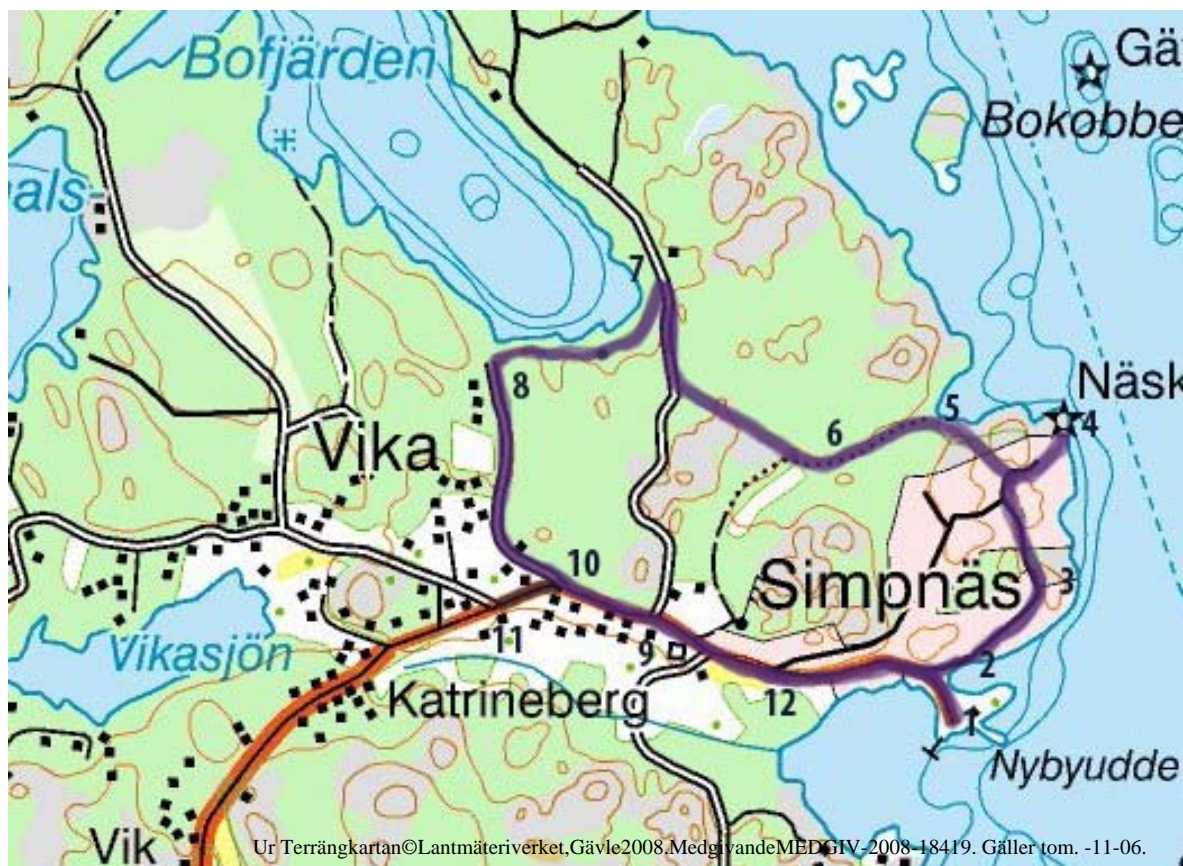 Bofjärden
Gäv
Bokobbe
als-
7
8
Näsk
4
5
6
Vika
10
Simpnäs
3
11
9
Vikasjön
2
Katrineberg
12
1
Nybyudde
Vik
Ur Terrängkartan©Lantmäteriverket,Gävle2008.MedgivandeMEDGIV-2008-18419. Gäller tom. -11-06.